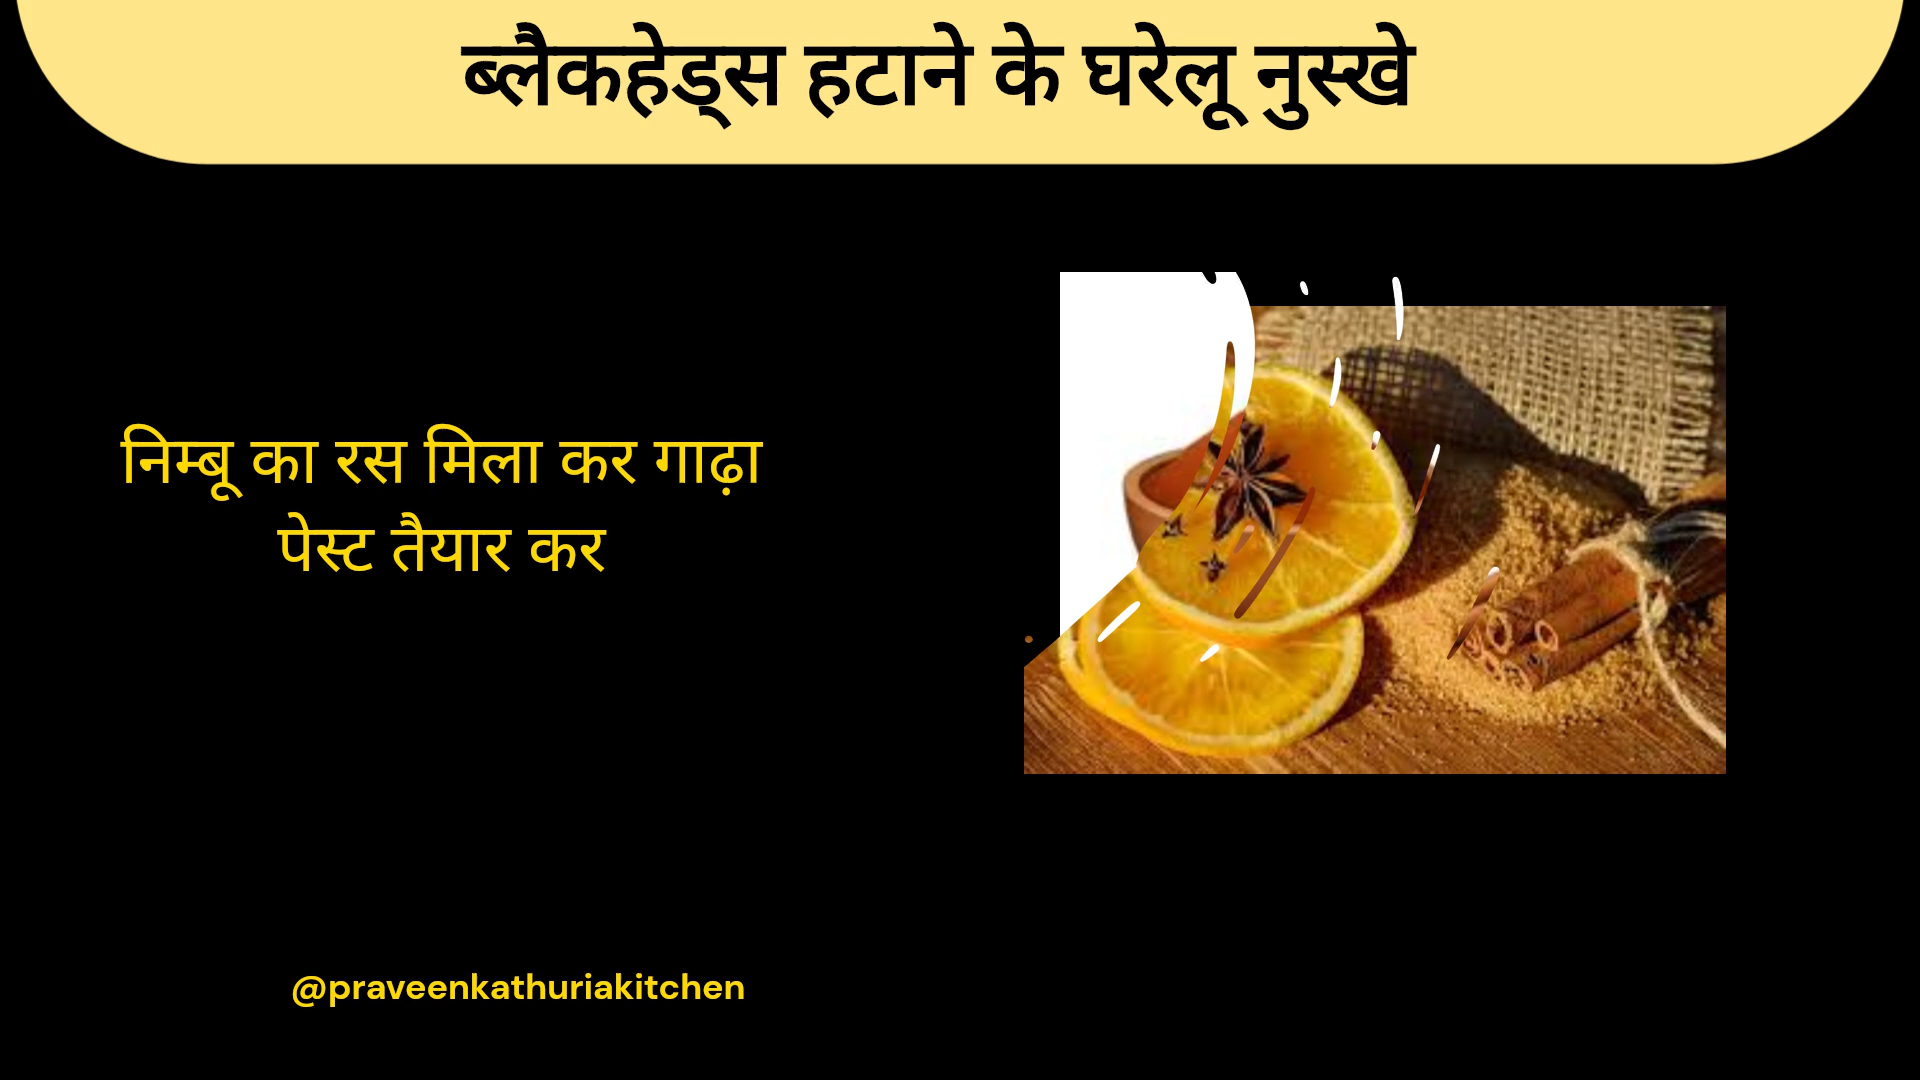 ब्लैकहेड्स हटाने के घरेलू नुस्खे
निम्बू का रस मिला कर गाढ़ा
पेस्ट तैयार कर
@praveenkathuriakitchen